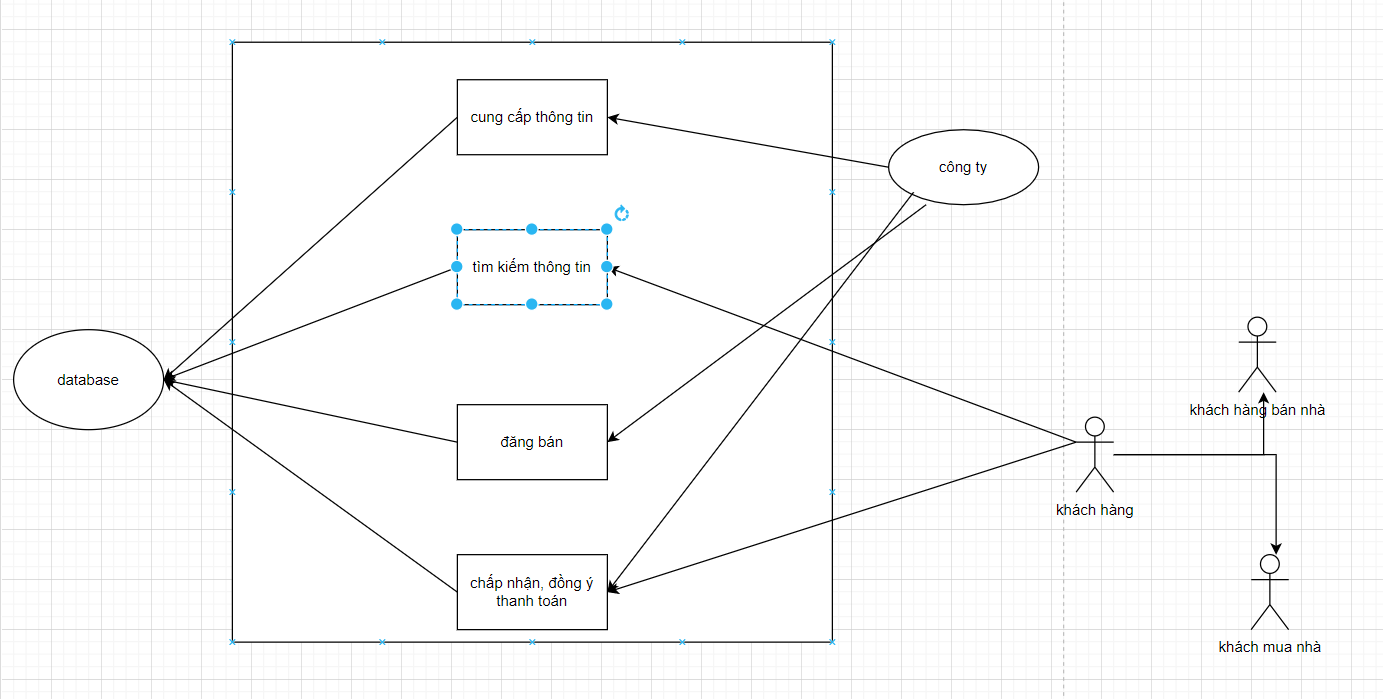 cung cấp thông tin
công ty
tìm kiếm thông tin
database
khách hàng bán nhà
đăng bán
khách hàng
chấp nhận, đồng ý
thanh toán
khách mua nhà